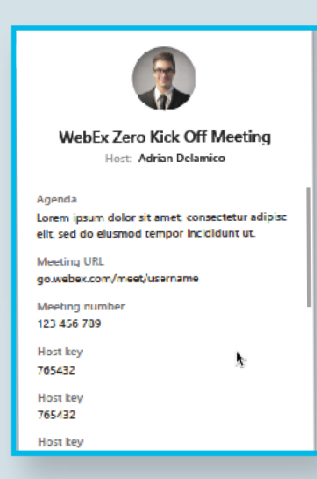 WebEx Zero Kick Off Meeting
Host: Adrian Delamico
Agenda
Lorem ipsum dolor sit amet, consectetur adipisc
elit, sed do eiusmod tempor incididunt ut.
Meeting URL
go.webex.com/meet/username
Meeting number
123 456 789
Host key
765432
Host key
765432
Host key